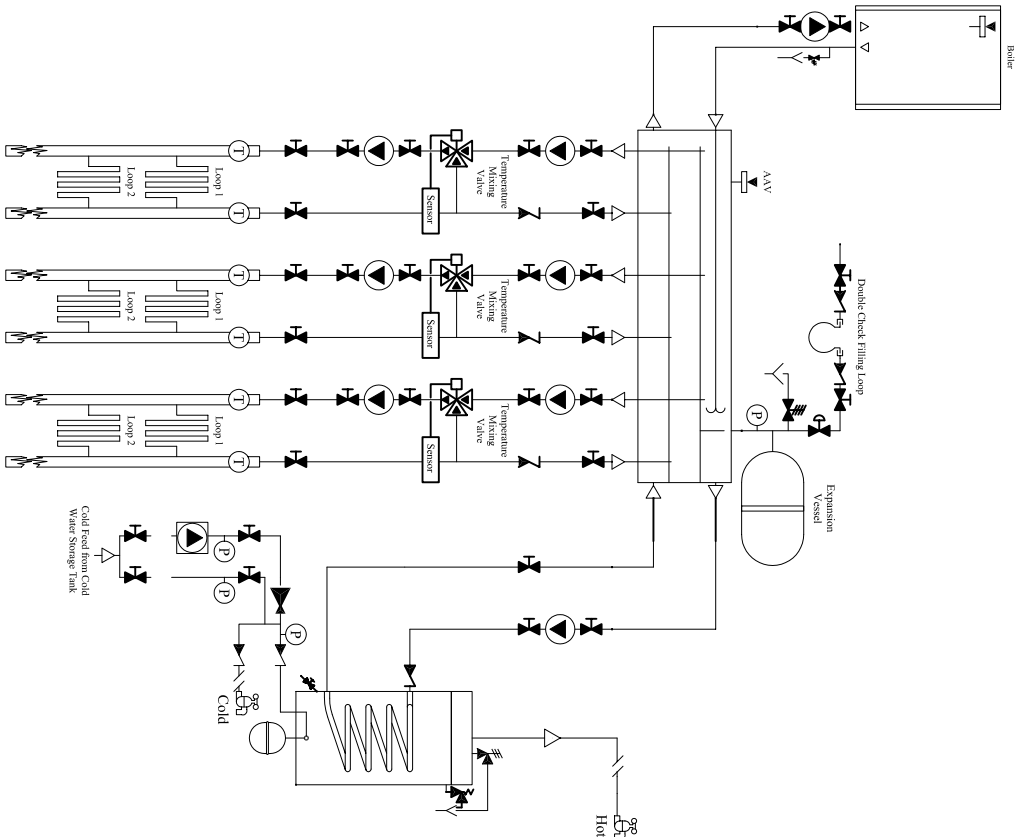 Boiler
AAV
Double Check Filling Loop
P
Expansion
Vessel
Temperature
Mixing
Valve
Sensor
T
T
Loop 1
Loop 2
Temperature
Mixing
Valve
Sensor
T
T
Loop 1
Loop 2
Temperature
Mixing
Valve
Sensor
T
T
Loop 1
Loop 2
Cold Feed from Cold
Water Storage Tank
P
P
P
Cold
Hot